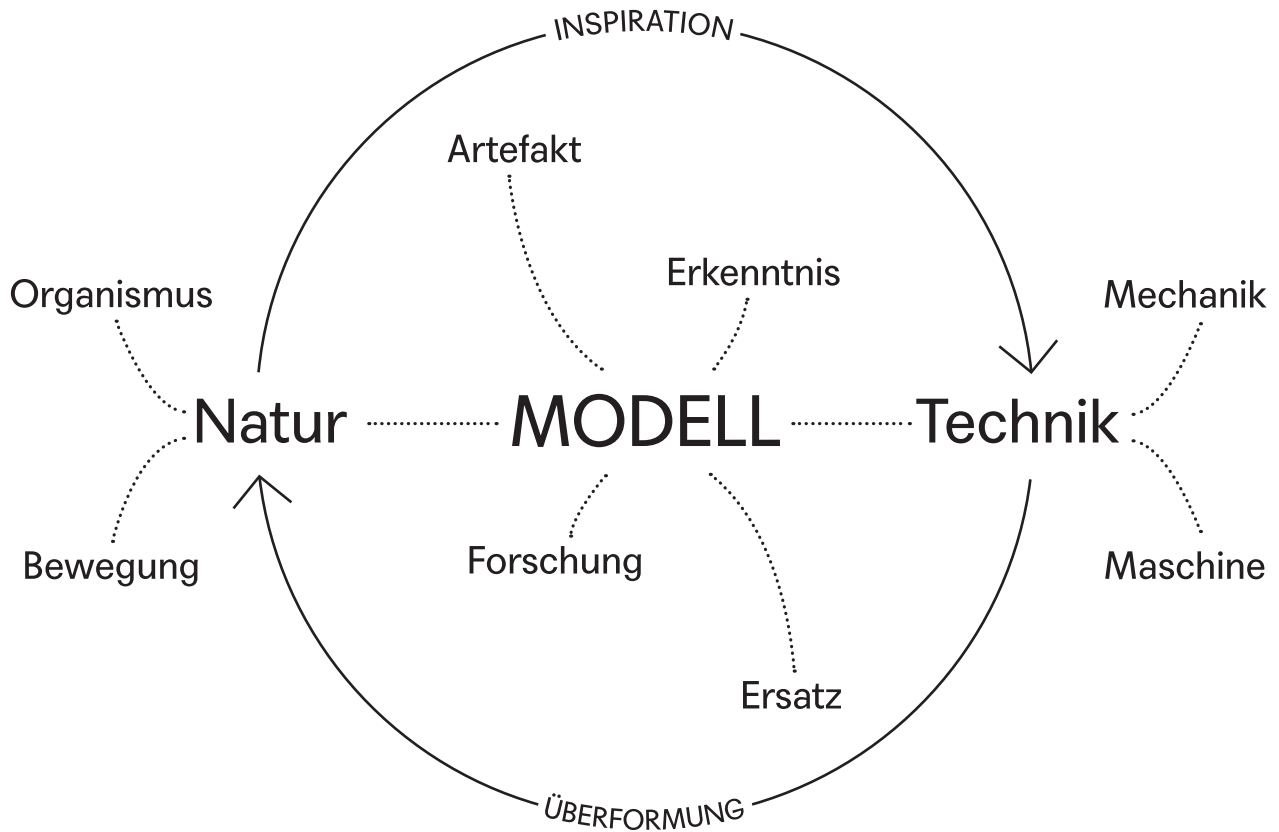 INSPIRATION
Artefakt
Erkenntnis
Organismus
Mechanik
Natur
MODELL
Technik
Bewegung
Forschung
Maschine
Ersatz
ÜBERFORMUNG